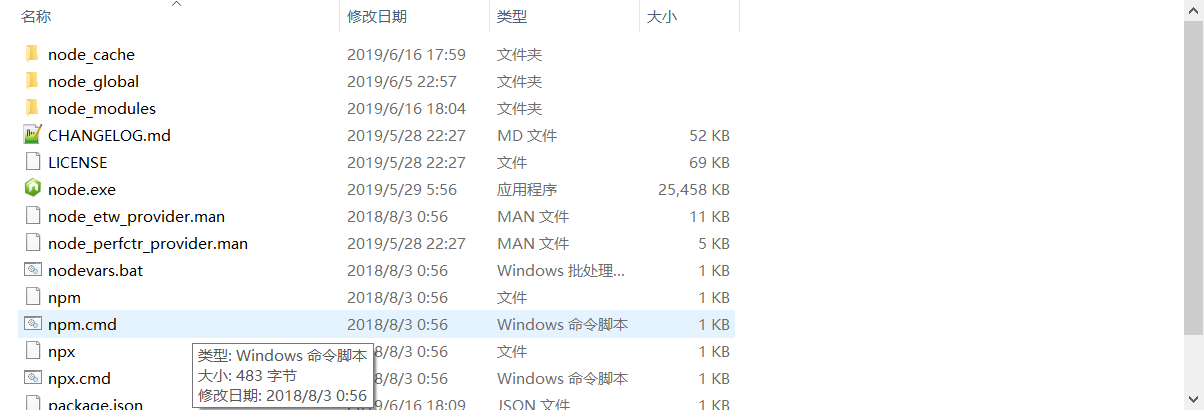 名称 修改日期 类型 大小
node_cache 2019/6/16 17:59 文件夹
node_global 2019/6/5 22:57 文件夹
node_modules 2019/6/16 18:04 文件夹
CHANGELOG.md 2019/5/28 22:27 MD 文件 52 KB
LICENSE 2019/5/28 22:27 文件 69 KB
node.exe 2019/5/29 5:56 应用程序 25,458 KB
node_etw_provider.man 2018/8/3 0:56 MAN 文件 11 KB
node_perfctr_provider.man 2019/5/28 22:27 MAN 文件 5 KB
nodevars.bat 2018/8/3 0:56 Windows 批处理... 1 KB
npm 2018/8/3 0:56 文件 1 KB
npm.cmd 2018/8/3 0:56 Windows 命令脚本 1 KB
npx 2018/8/3 0:56 文件 1 KB
npx.cmd 2018/8/3 0:56 Windows 命令脚本 1 KB
package.json 2019/6/16 18:09 JSON 文件 1 KB
类型: Windows 命令脚本
大小: 483 字节
修改日期: 2018/8/3 0:56